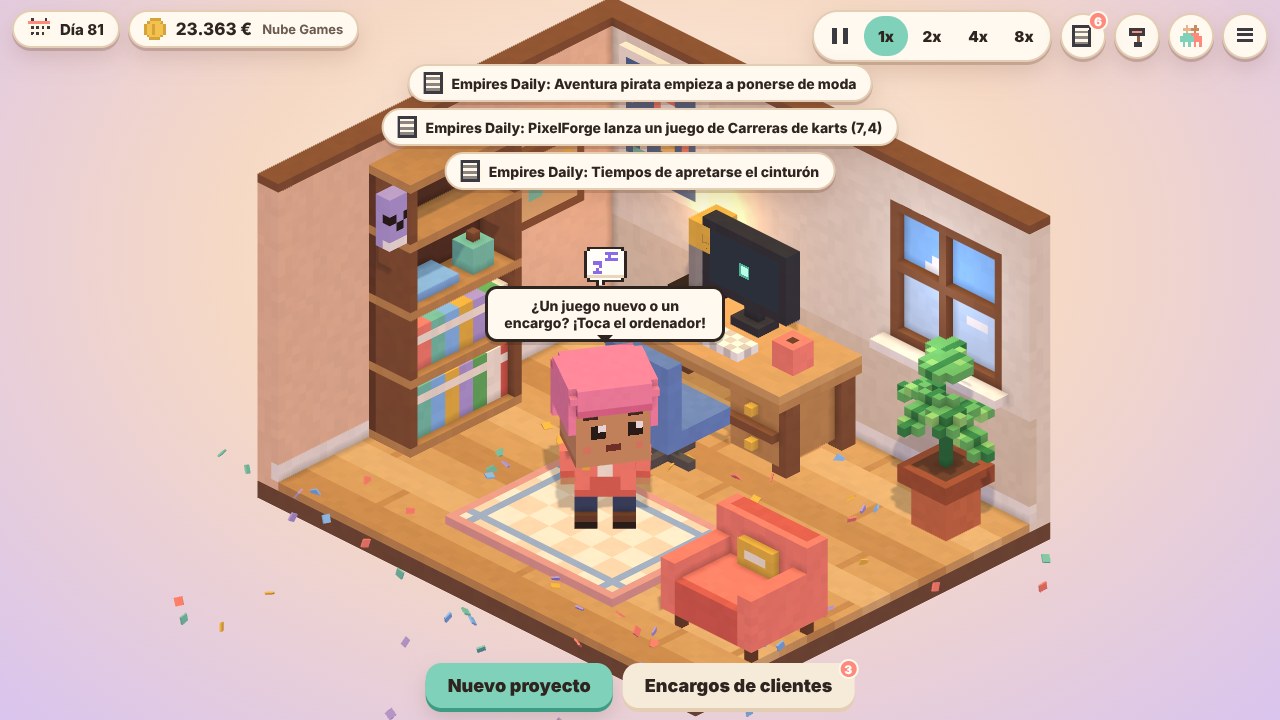 Día 81
23.363 €
Nube Games
1x
2x
4x
8x
6
Empires Daily: Aventura pirata empieza a ponerse de moda
Empires Daily: PixelForge lanza un juego de Carreras de karts (7,4)
Empires Daily: Tiempos de apretarse el cinturón
¿Un juego nuevo o un
encargo? ¡Toca el ordenador!
Nuevo proyecto
Encargos de clientes
3